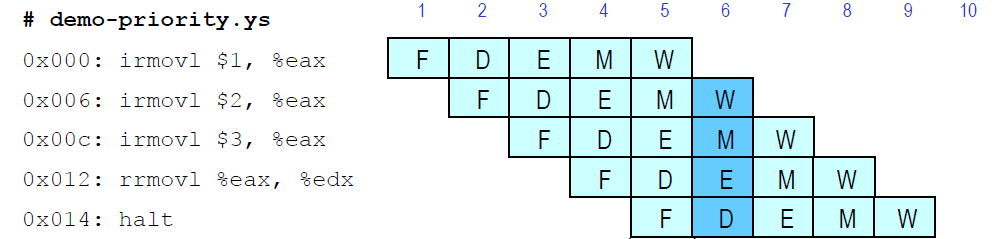 # demo-priority.ys 1 2 3 4 5 6 7 8 9 10
0x000: irmovl $1, %eax F D E M W
0x006: irmovl $2, %eax F D E M W
0x00c: irmovl $3, %eax F D E M W
0x012: rrmovl %eax, %edx F D E M W
0x014: halt F D E M W